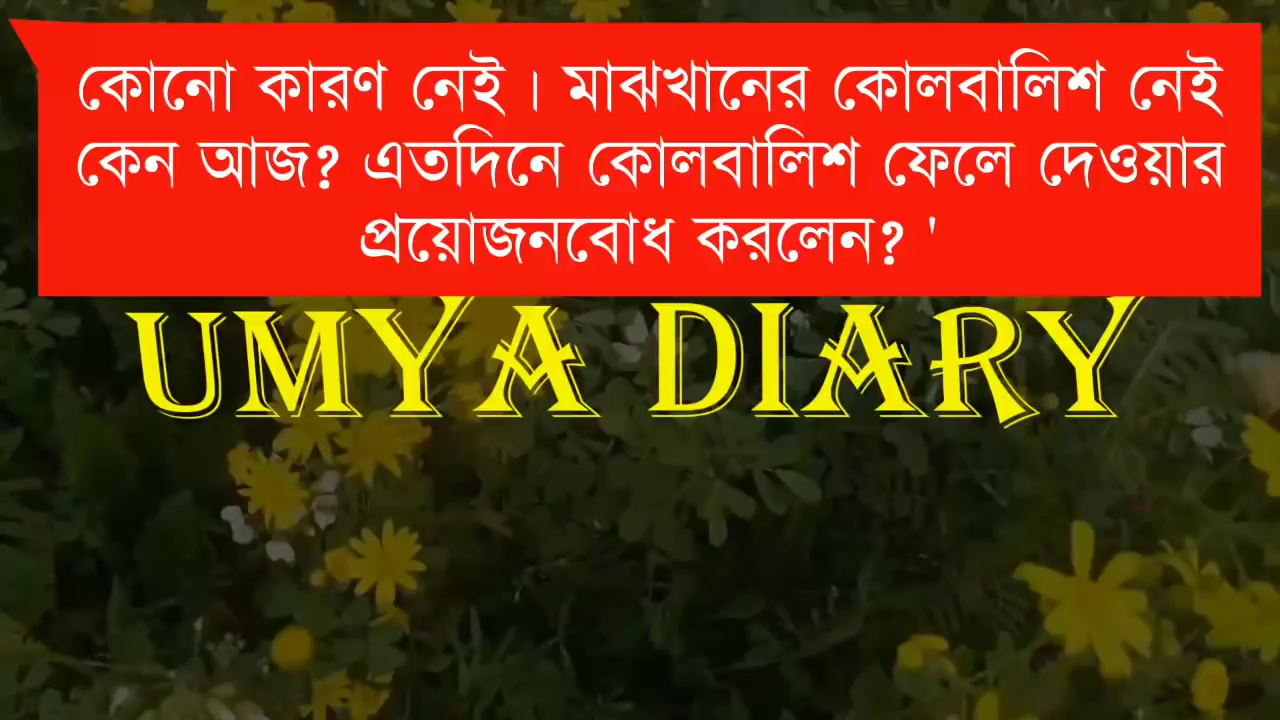 কোনো কারণ নেই। মাঝখানের কোলবালিশ নেই
কেন আজ? এতদিনে কোলবালিশ ফেলে দেওয়ার
প্রয়োজনবোধ করলেন? '
UMYA DIARY